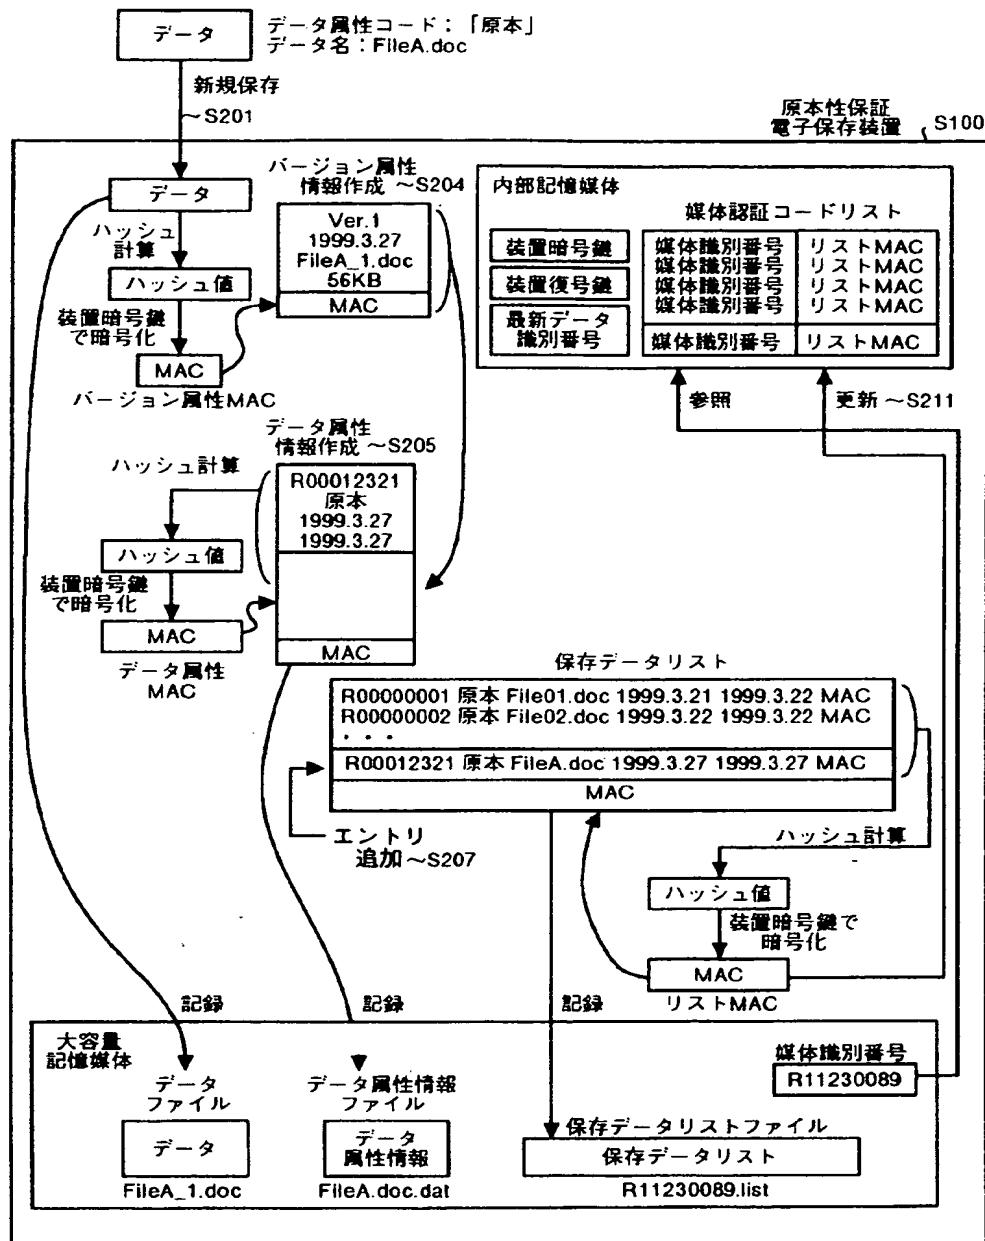 データ
データ属性コード：「原本」
データ名：FileA.doc
新規保存
～S201
原本性保証
電子保存装置
S100
データ
ハッシュ
計算
ハッシュ値
装置暗号鍵
で暗号化
MAC
バージョン属性MAC
バージョン属性
情報作成 ～S204
Ver.1
1999.3.27
FileA_1.doc
56KB
MAC
内部記憶媒体
媒体認証コードリスト
装置暗号鍵
装置復号鍵
最新データ
識別番号
媒体識別番号 リストMAC
媒体識別番号 リストMAC
媒体識別番号 リストMAC
媒体識別番号 リストMAC
媒体識別番号 リストMAC
参照
更新 ～S211
データ属性
情報作成 ～S205
ハッシュ計算
R00012321
原本
1999.3.27
1999.3.27
MAC
ハッシュ値
装置暗号鍵
で暗号化
MAC
データ属性
MAC
保存データリスト
R00000001 原本 File01.doc 1999.3.21 1999.3.22 MAC
R00000002 原本 File02.doc 1999.3.22 1999.3.22 MAC
・・・
R00012321 原本 FileA.doc 1999.3.27 1999.3.27 MAC
MAC
エントリ
追加 ～S207
ハッシュ計算
ハッシュ値
装置暗号鍵で
暗号化
MAC
リストMAC
記録
記録
記録
大容量
記憶媒体
媒体識別番号
R11230089
データ
ファイル
データ
FileA_1.doc
データ属性情報
ファイル
データ
属性情報
FileA.doc.dat
保存データリストファイル
保存データリスト
R11230089.list